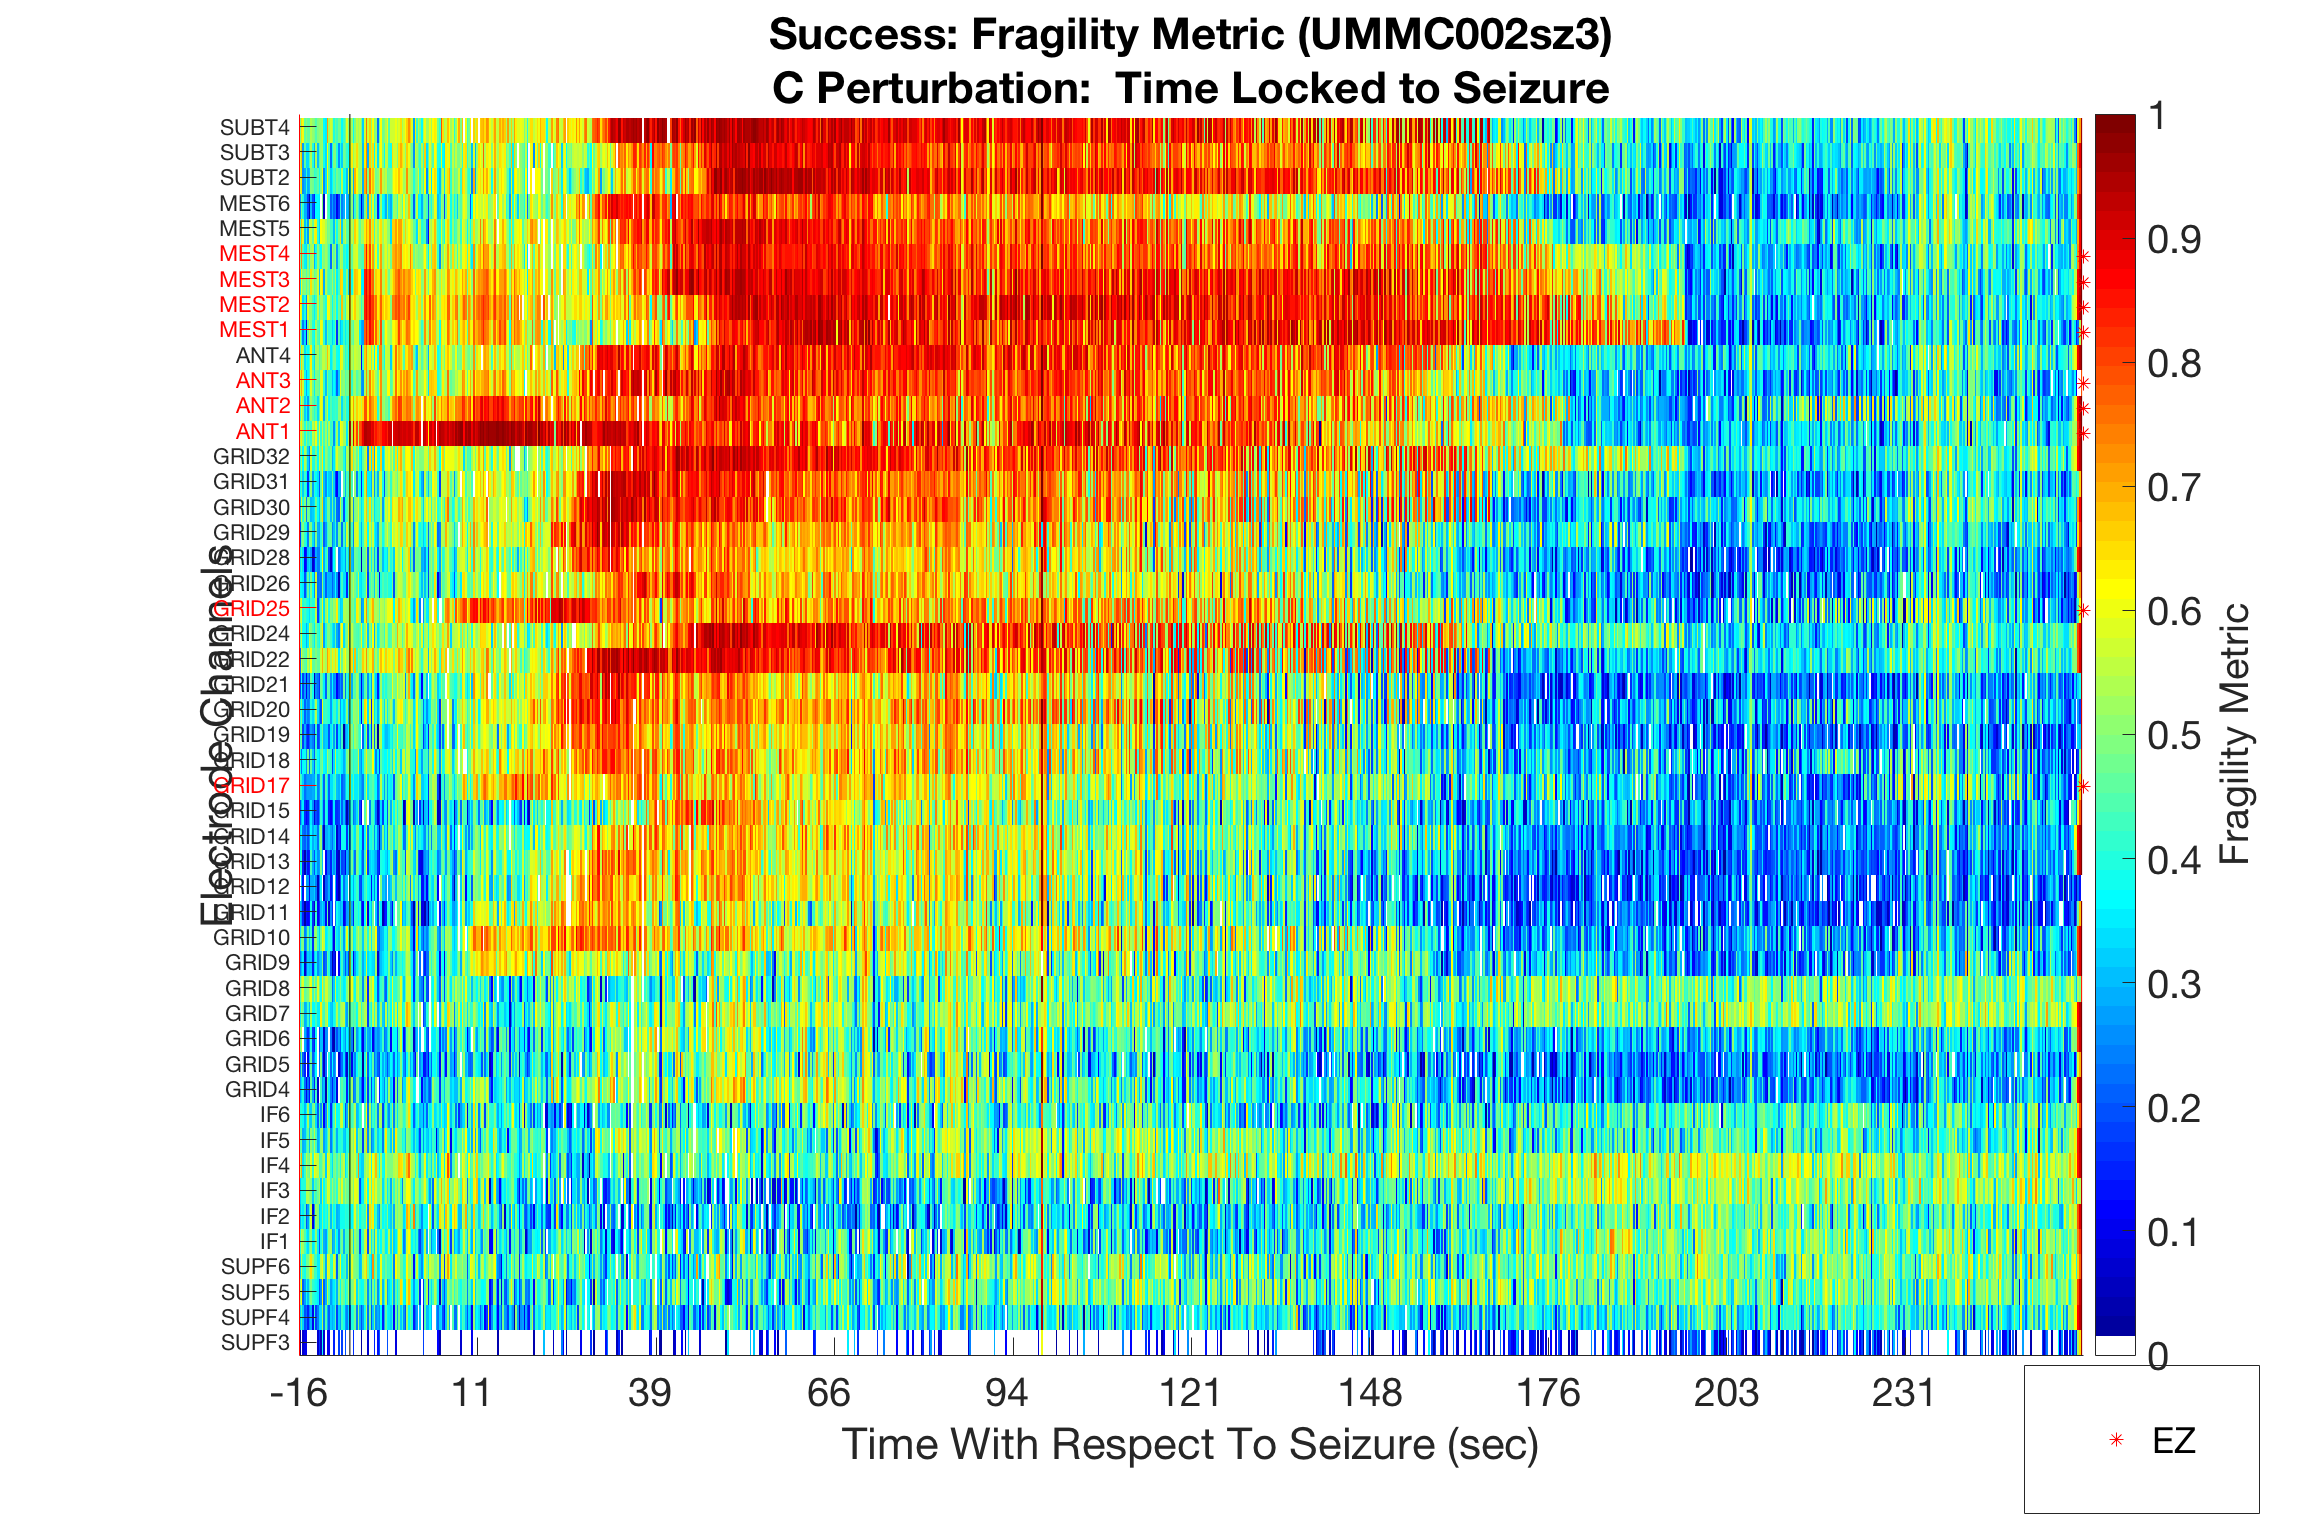 Success: Fragility Metric (UMMC002sz3)
C Perturbation:  Time Locked to Seizure
SUBT4
SUBT3
SUBT2
MEST6
MEST5
MEST4
MEST3
MEST2
MEST1
ANT4
ANT3
ANT2
ANT1
GRID32
GRID31
GRID30
GRID29
GRID28
GRID26
GRID25
GRID24
GRID22
GRID21
GRID20
GRID19
GRID18
GRID17
GRID15
GRID14
GRID13
GRID12
GRID11
GRID10
GRID9
GRID8
GRID7
GRID6
GRID5
GRID4
IF6
IF5
IF4
IF3
IF2
IF1
SUPF6
SUPF5
SUPF4
SUPF3
Electrode Channels
-16 11 39 66 94 121 148 176 203 231
Time With Respect To Seizure (sec)
1
0.9
0.8
0.7
0.6
0.5
0.4
0.3
0.2
0.1
0
Fragility Metric
EZ